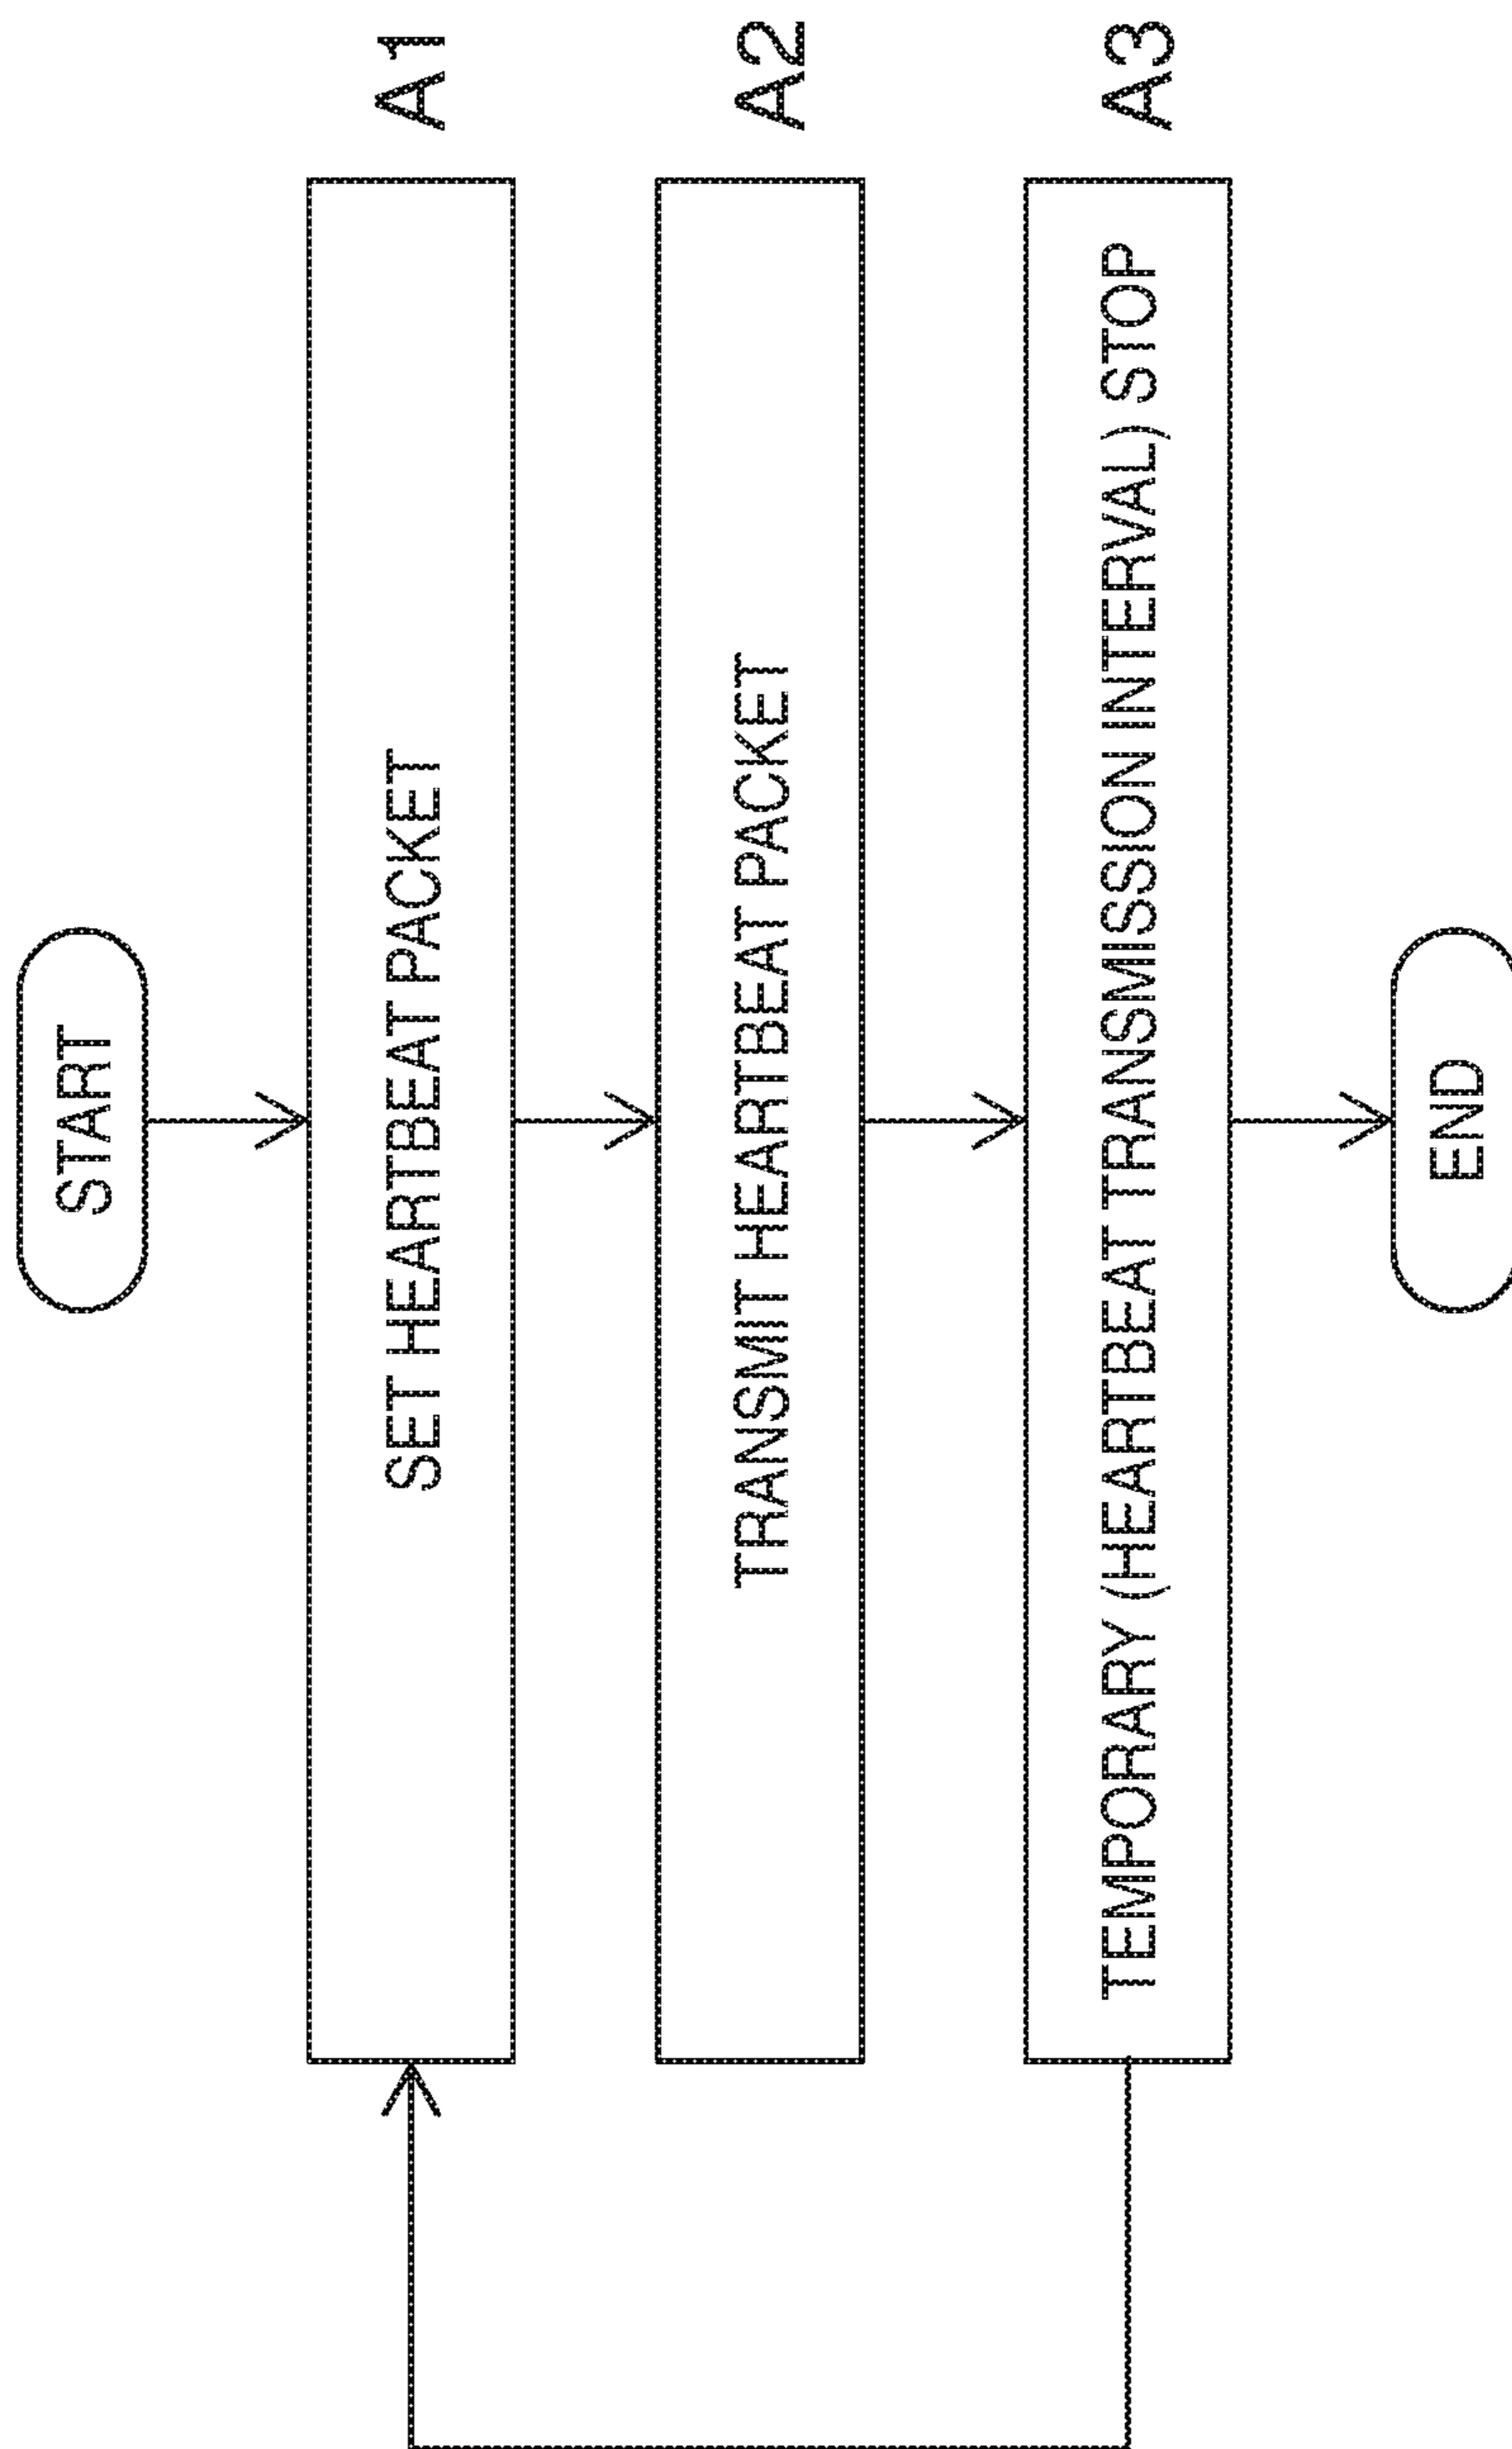 START
SET HEARTBEAT PACKET
A1
TRANSMIT HEARTBEAT PACKET
A2
TEMPORARY (HEARTBEAT TRANSMISSION INTERVAL) STOP
A3
END